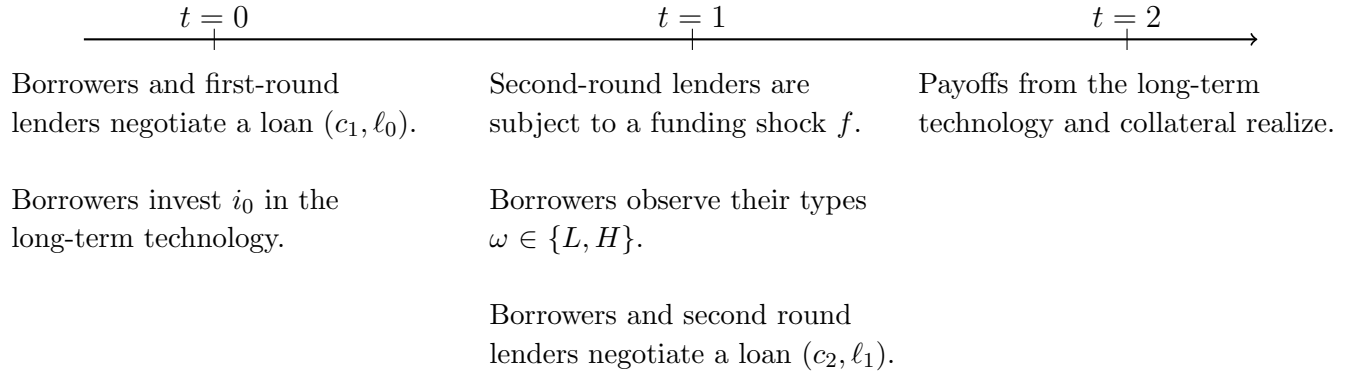 t = 0
t = 1
t = 2
Borrowers and first-round
lenders negotiate a loan (c₁, ℓ₀).
Borrowers invest i₀ in the
long-term technology.
Second-round lenders are
subject to a funding shock f.
Borrowers observe their types
ω ∈ {L, H}.
Borrowers and second round
lenders negotiate a loan (c₂, ℓ₁).
Payoffs from the long-term
technology and collateral realize.